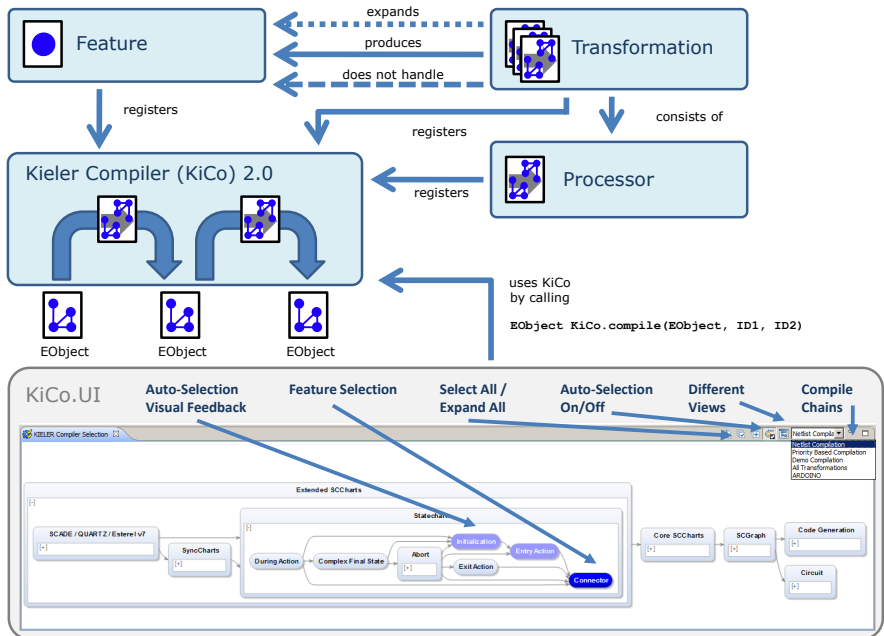 expands
Feature
produces
Transformation
does not handle
registers
registers
consists of
Kieler Compiler (KiCo) 2.0
registers
Processor
uses KiCo
by calling
EObject KiCo.compile(EObject, ID1, ID2)
EObject
EObject
EObject
KiCo.UI
Auto-Selection
Visual Feedback
Feature Selection
Select All /
Expand All
Auto-Selection
On/Off
Different
Views
Compile
Chains
KIELER Compiler Selection
Netlist Compila
Netlist Compilation
Priority Based Compilation
Demo Compilation
All Transformations
ARDOINO
Extended SCCharts
[-]
Statecharts
[-]
SCADE / QUARTZ / Esterel v7
[+]
SyncCharts
[+]
During Action
Complex Final State
Abort
[+]
Initialization
Entry Action
Exit Action
Connector
Core SCCharts
[+]
SCGraph
[+]
Code Generation
[+]
Circuit
[+]